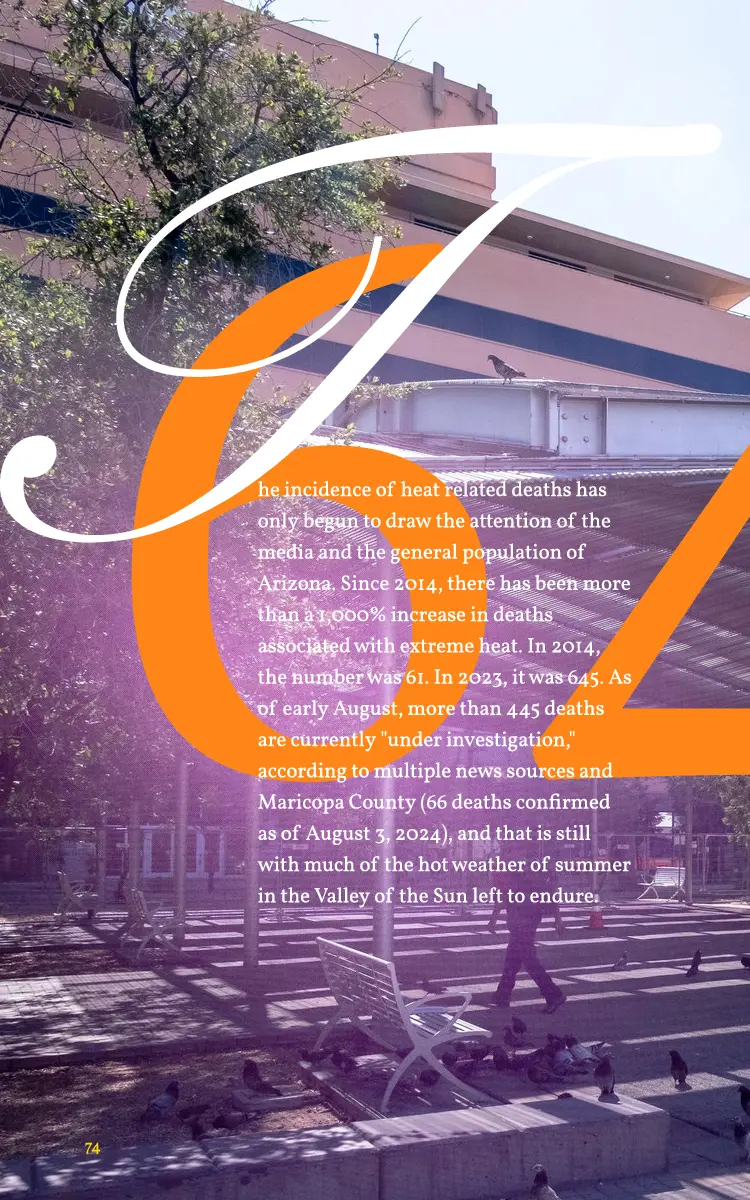 The incidence of heat related deaths has
only begun to draw the attention of the
media and the general population of
Arizona. Since 2014, there has been more
than a 1,000% increase in deaths
associated with extreme heat. In 2014,
the number was 61. In 2023, it was 645. As
of early August, more than 445 deaths
are currently "under investigation,"
according to multiple news sources and
Maricopa County (66 deaths confirmed
as of August 3, 2024), and that is still
with much of the hot weather of summer
in the Valley of the Sun left to endure.
64
74